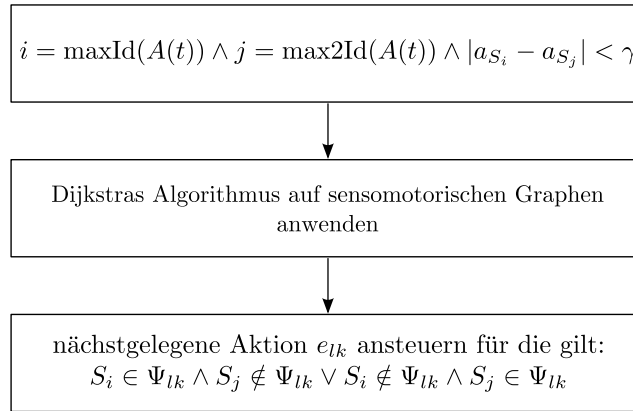 i = maxId(A(t)) ∧ j = max2Id(A(t)) ∧ |a_{S_i} − a_{S_j}| < γ
Dijkstras Algorithmus auf sensomotorischen Graphen
anwenden
nächstgelegene Aktion e_{lk} ansteuern für die gilt:
S_i ∈ Ψ_{lk} ∧ S_j ∉ Ψ_{lk} ∨ S_i ∉ Ψ_{lk} ∧ S_j ∈ Ψ_{lk}